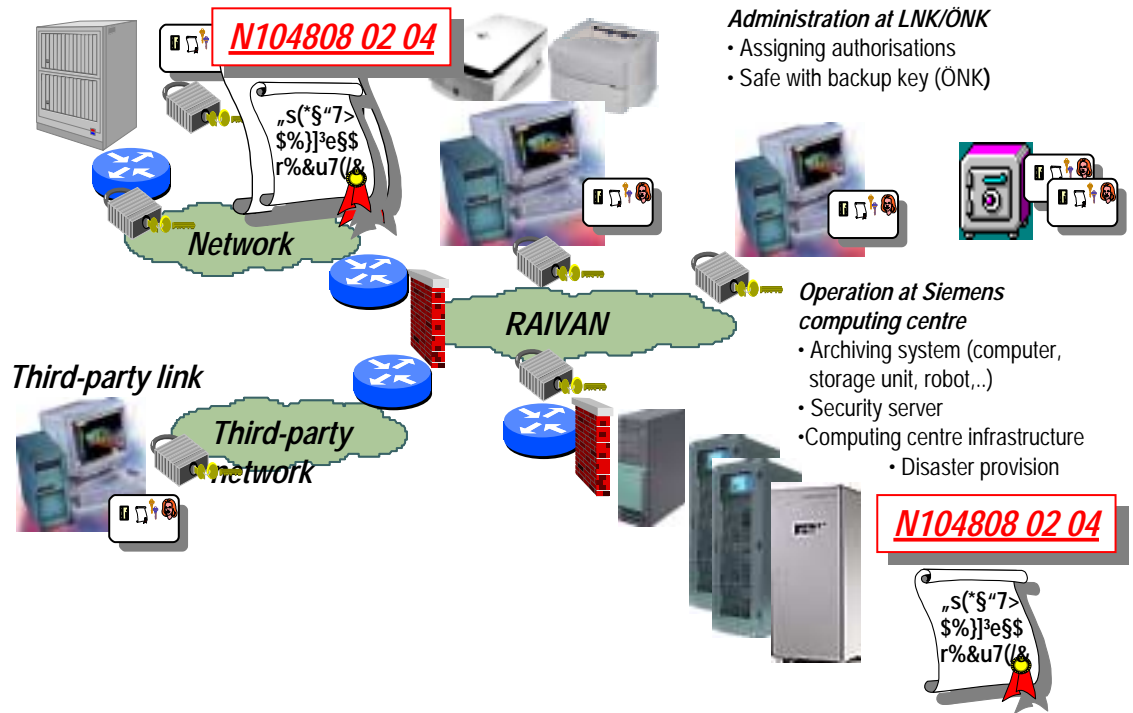 N104808 02 04
„s(*§“7>
$%}]³e§$
r%&u7(/&
Administration at LNK/ÖNK
• Assigning authorisations
• Safe with backup key (ÖNK)
Network
RAIVAN
Operation at Siemens
computing centre
• Archiving system (computer,
storage unit, robot,..)
• Security server
•Computing centre infrastructure
• Disaster provision
Third-party link
Third-party
network
N104808 02 04
„s(*§“7>
$%}]³e§$
r%&u7(/&